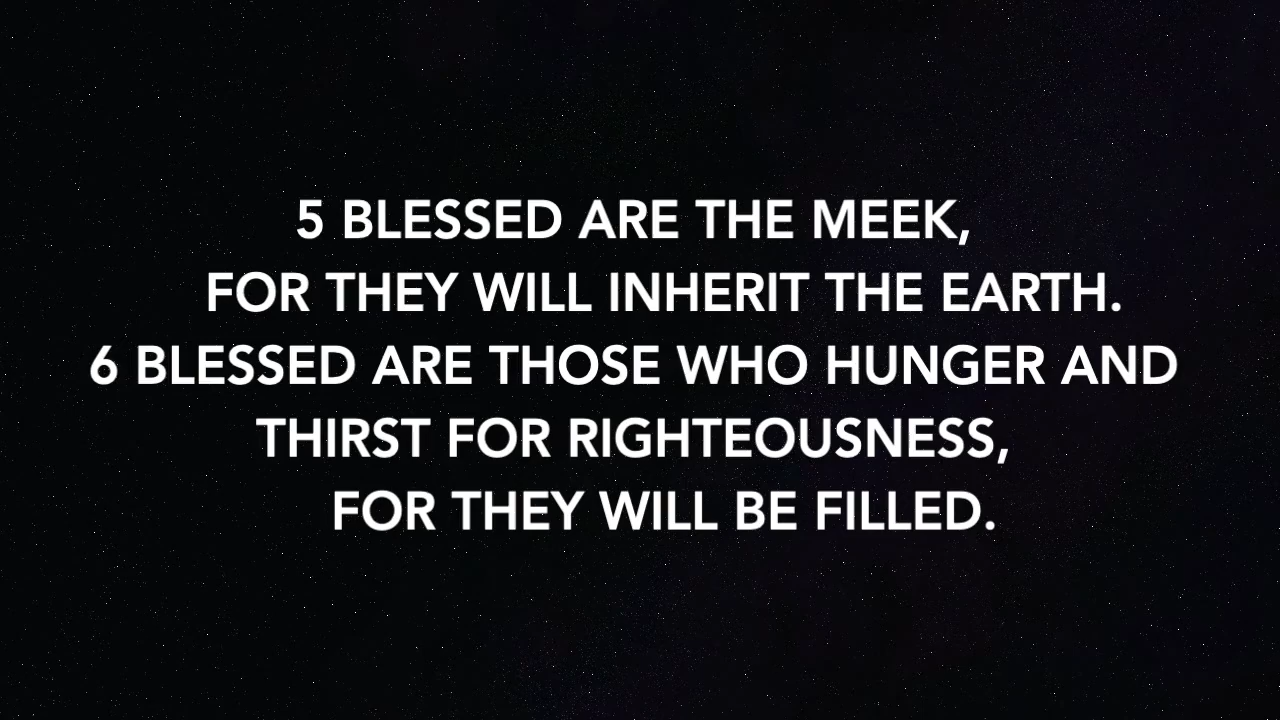 5 BLESSED ARE THE MEEK,
FOR THEY WILL INHERIT THE EARTH.
6 BLESSED ARE THOSE WHO HUNGER AND
THIRST FOR RIGHTEOUSNESS,
FOR THEY WILL BE FILLED.